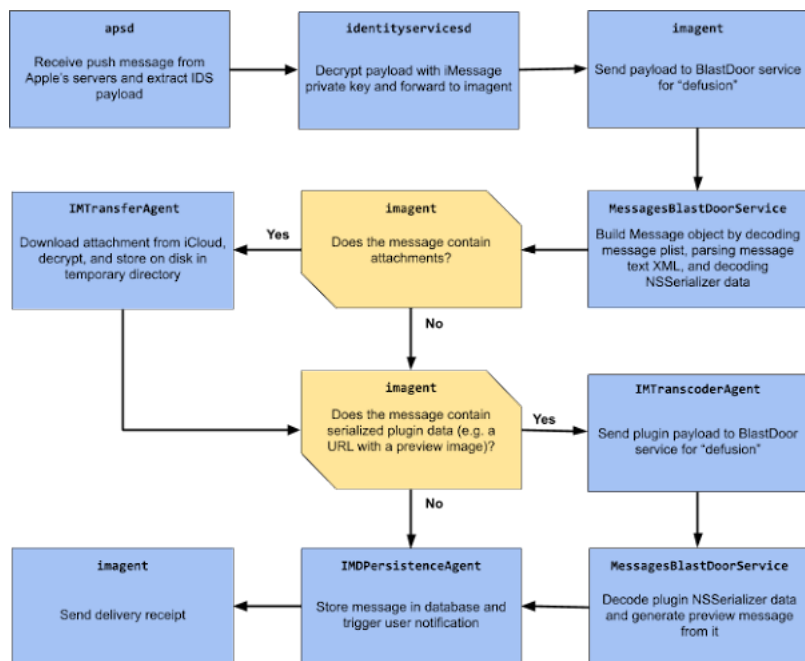 apsd
Receive push message from
Apple's servers and extract IDS
payload
identityservicesd
Decrypt payload with iMessage
private key and forward to imagent
imagent
Send payload to BlastDoor service
for “defusion”
IMTransferAgent
Download attachment from iCloud,
decrypt, and store on disk in
temporary directory
Yes
imagent
Does the message contain
attachments?
MessagesBlastDoorService
Build Message object by decoding
message plist, parsing message
text XML, and decoding
NSSerializer data
No
imagent
Does the message contain
serialized plugin data (e.g. a
URL with a preview image)?
Yes
IMTranscoderAgent
Send plugin payload to BlastDoor
service for “defusion”
No
imagent
Send delivery receipt
IMDPersistenceAgent
Store message in database and
trigger user notification
MessagesBlastDoorService
Decode plugin NSSerializer data
and generate preview message
from it